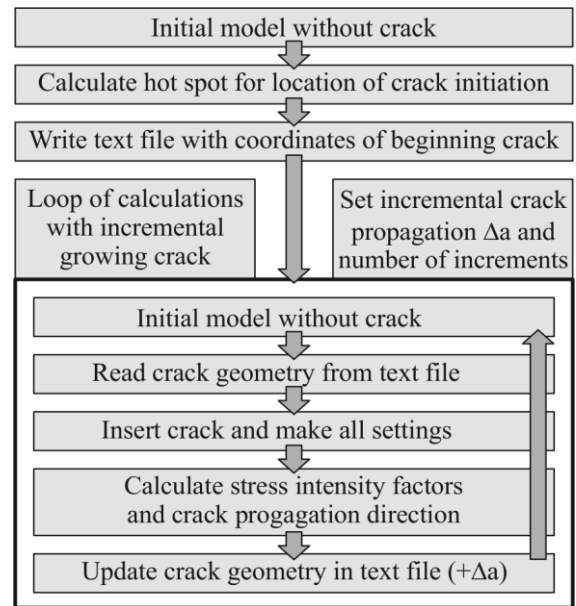 Initial model without crack
Calculate hot spot for location of crack initiation
Write text file with coordinates of beginning crack
Loop of calculations
with incremental
growing crack
Set incremental crack
propagation Δa and
number of increments
Initial model without crack
Read crack geometry from text file
Insert crack and make all settings
Calculate stress intensity factors
and crack progagation direction
Update crack geometry in text file (+Δa)